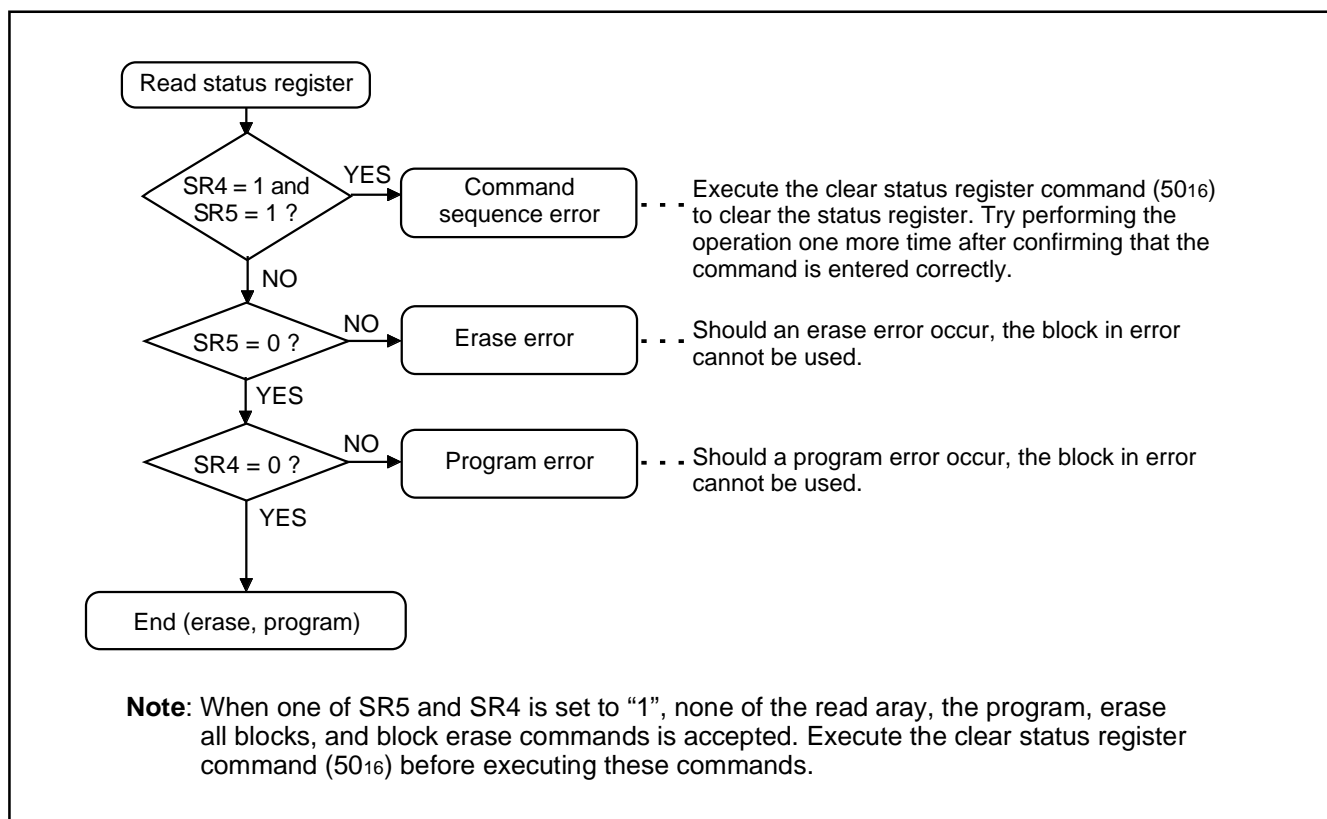 Read status register
SR4 = 1 and
SR5 = 1 ?
YES
Command
sequence error
Execute the clear status register command (5016)
to clear the status register. Try performing the
operation one more time after confirming that the
command is entered correctly.
NO
SR5 = 0 ?
NO
Erase error
Should an erase error occur, the block in error
cannot be used.
YES
SR4 = 0 ?
NO
Program error
Should a program error occur, the block in error
cannot be used.
YES
End (erase, program)
Note: When one of SR5 and SR4 is set to “1”, none of the read aray, the program, erase
all blocks, and block erase commands is accepted. Execute the clear status register
command (5016) before executing these commands.